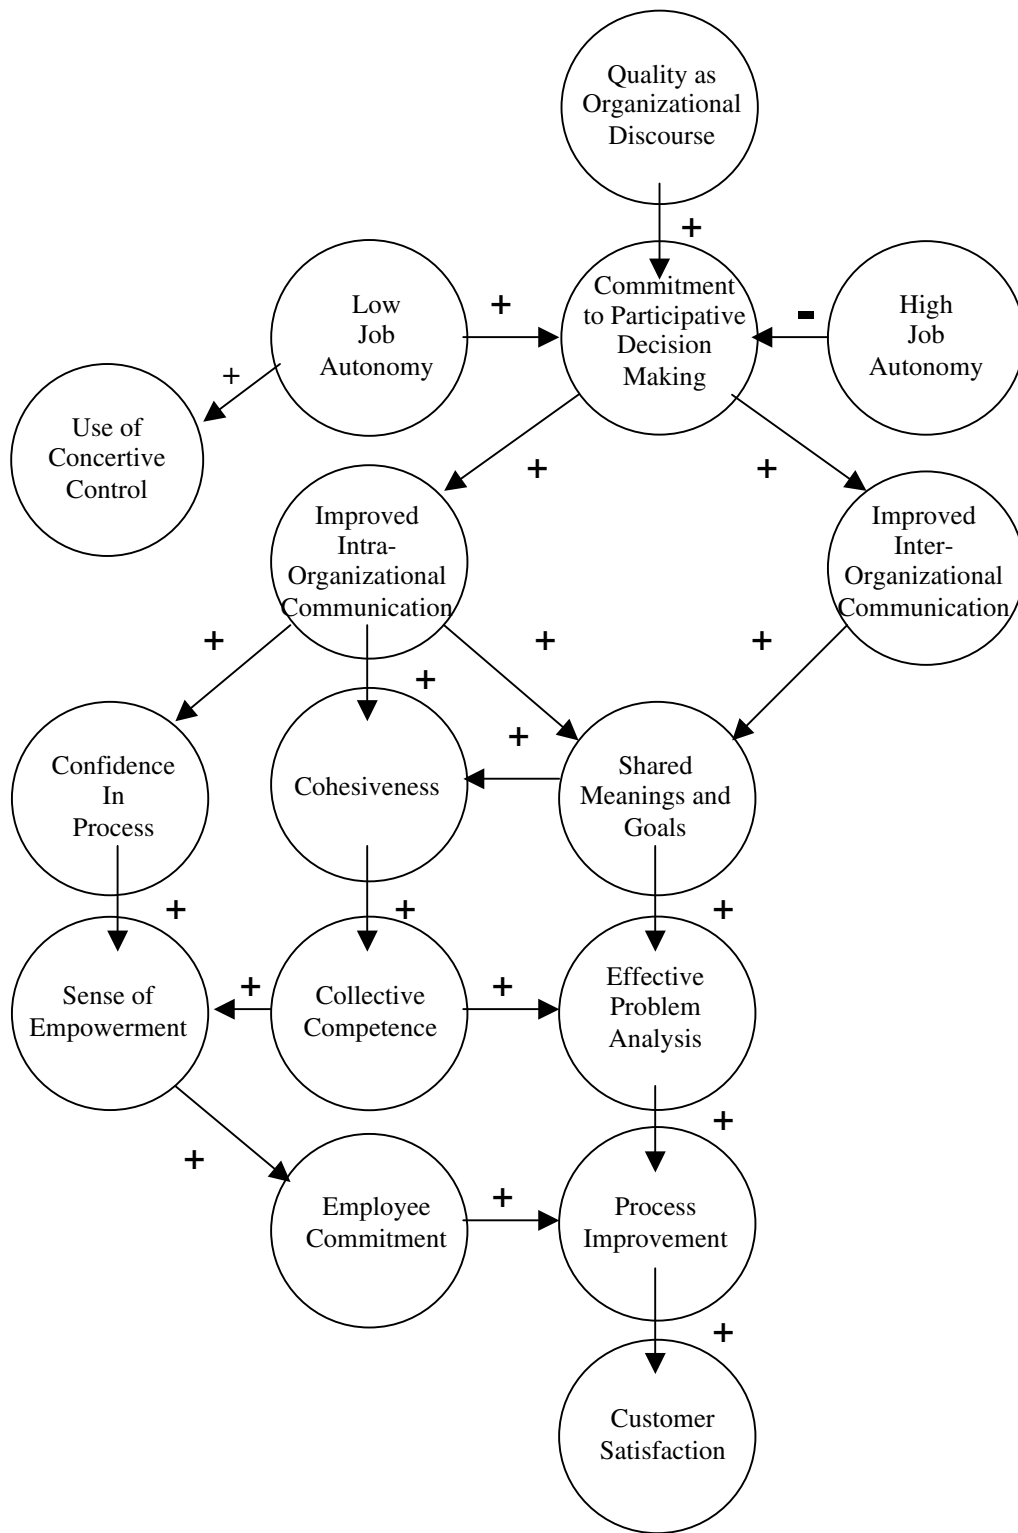 Quality as
Organizational
Discourse
+
Low
Job
Autonomy
+
Commitment
to Participative
Decision
Making
-
High
Job
Autonomy
+
Use of
Concertive
Control
+
+
Improved
Intra-
Organizational
Communication
Improved
Inter-
Organizational
Communication
+
+
+
+
+
Confidence
In
Process
Cohesiveness
Shared
Meanings and
Goals
+
+
+
Sense of
Empowerment
+
Collective
Competence
+
Effective
Problem
Analysis
+
+
Employee
Commitment
+
Process
Improvement
+
Customer
Satisfaction